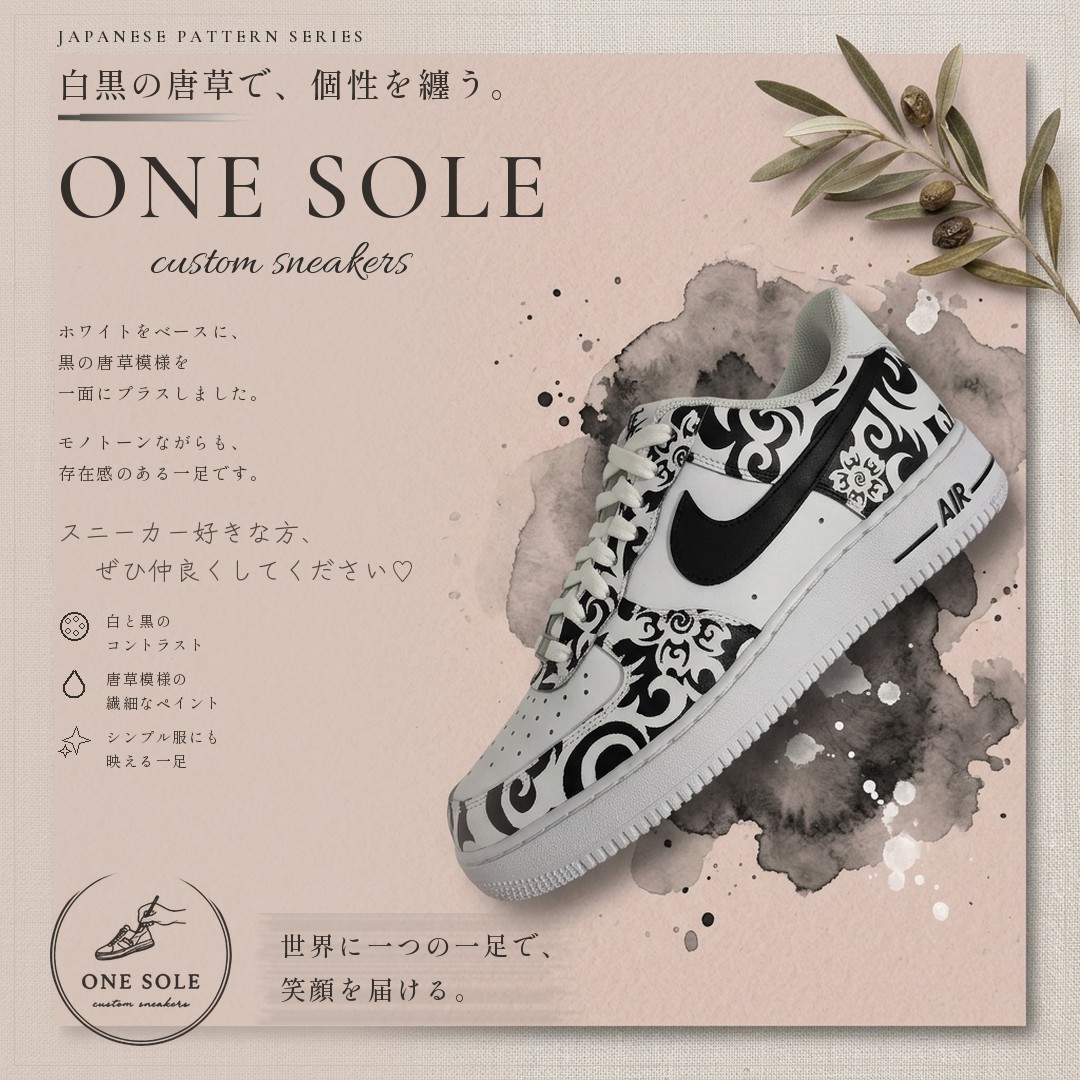 JAPANESE PATTERN SERIES
白黒の唐草で、個性を纏う。
ONE SOLE
custom sneakers
ホワイトをベースに、
黒の唐草模様を
一面にプラスしました。
モノトーンながらも、
存在感のある一足です。
スニーカー好きな方、
ぜひ仲良くしてください♡
白と黒の
コントラスト
唐草模様の
繊細なペイント
シンプル服にも
映える一足
AIR
ONE SOLE
custom sneakers
世界に一つの一足で、
笑顔を届ける。